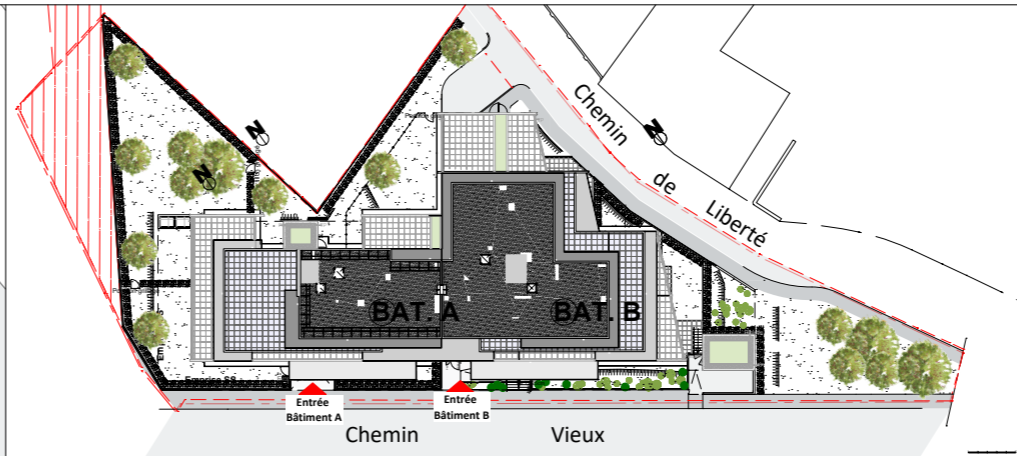 Chemin
de
Liberté
N
N
N
BAT. A
BAT. B
Entrée
Bâtiment A
Entrée
Bâtiment B
Chemin Vieux